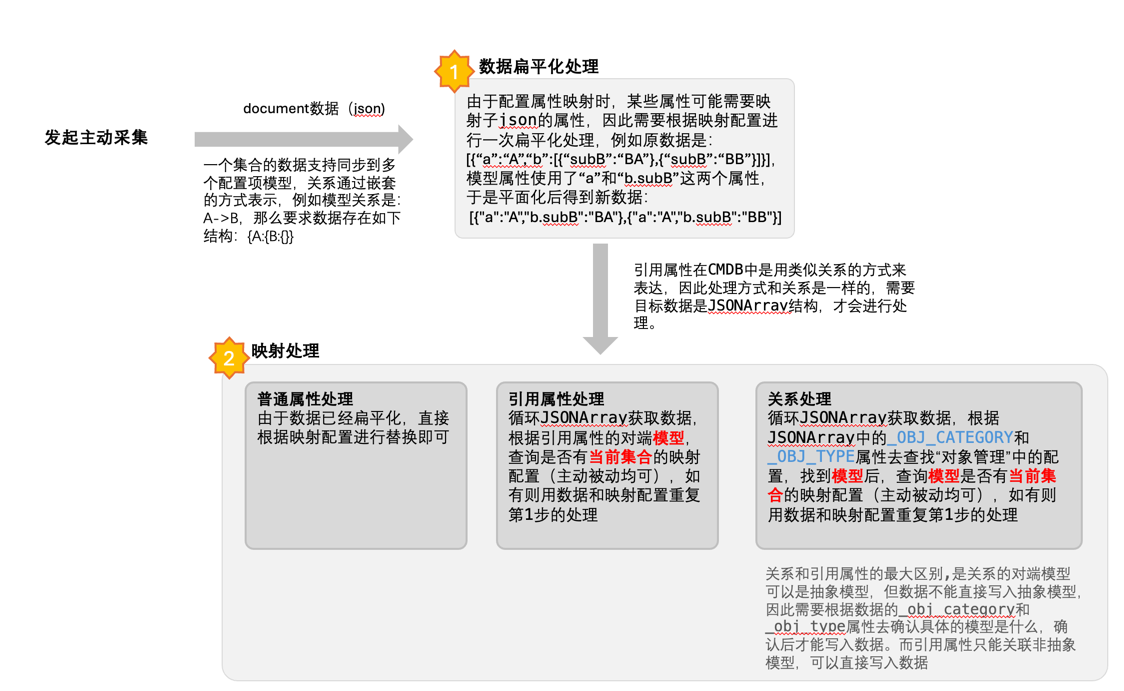 1
数据扁平化处理
由于配置属性映射时，某些属性可能需要映
射子json的属性，因此需要根据映射配置进
行一次扁平化处理，例如原数据是：
[{“a”:“A”,“b”:[{“subB”:“BA”},{“subB”:“BB”}]}]，
模型属性使用了“a”和“b.subB”这两个属性，
于是平面化后得到新数据：
[{"a":"A","b.subB":"BA"},{"a":"A","b.subB":"BB"}]
发起主动采集
document数据（json)
一个集合的数据支持同步到多
个配置项模型，关系通过嵌套
的方式表示，例如模型关系是：
A->B，那么要求数据存在如下
结构：{A:{B:{}}
引用属性在CMDB中是用类似关系的方式来
表达，因此处理方式和关系是一样的，需要
目标数据是JSONArray结构，才会进行处
理。
2
映射处理
普通属性处理
由于数据已经扁平化，直接
根据映射配置进行替换即可
引用属性处理
循环JSONArray获取数据，
根据引用属性的对端模型，
查询是否有当前集合的映射
配置（主动被动均可），如
有则用数据和映射配置重复
第1步的处理
关系处理
循环JSONArray获取数据，根据
JSONArray中的_OBJ_CATEGORY和
_OBJ_TYPE属性去查找“对象管理”中的配
置，找到模型后，查询模型是否有当前集
合的映射配置（主动被动均可），如有则
用数据和映射配置重复第1步的处理
关系和引用属性的最大区别,是关系的对端模型
可以是抽象模型，但数据不能直接写入抽象模型，
因此需要根据数据的_obj_category和
_obj_type属性去确认具体的模型是什么，确
认后才能写入数据。而引用属性只能关联非抽象
模型，可以直接写入数据